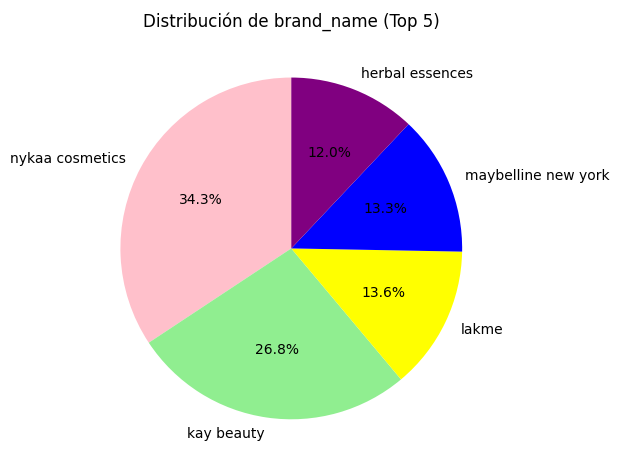 Distribución de brand_name (Top 5)
herbal essences
12.0%
nykaa cosmetics
34.3%
maybelline new york
13.3%
13.6%
lakme
26.8%
kay beauty